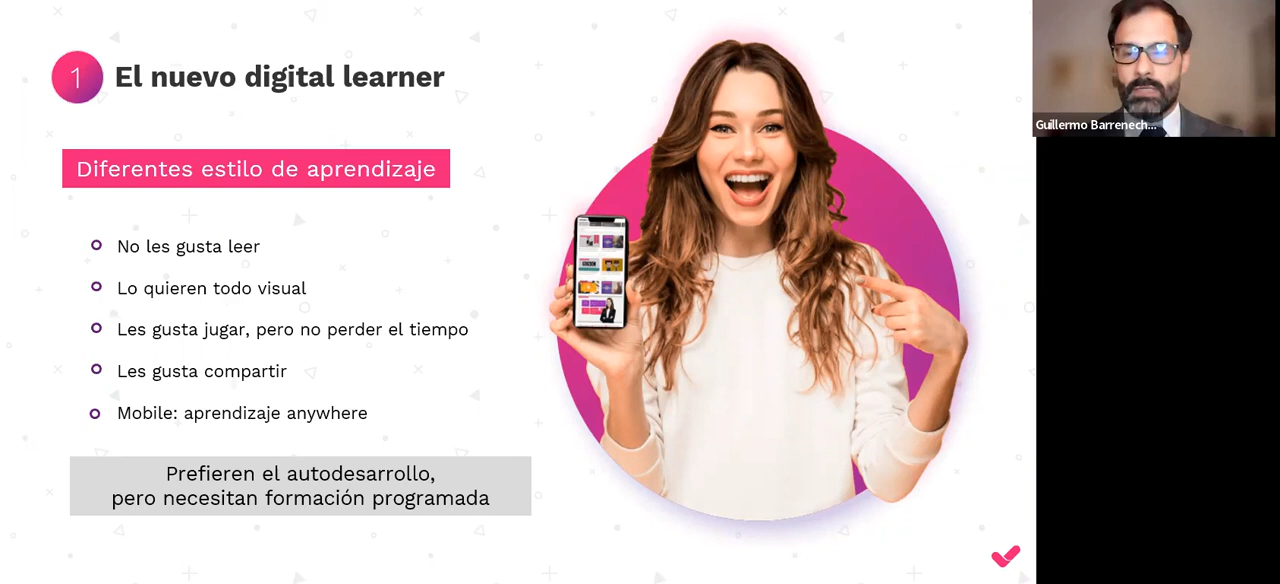 1
El nuevo digital learner
Diferentes estilo de aprendizaje
No les gusta leer
Lo quieren todo visual
Les gusta jugar, pero no perder el tiempo
Les gusta compartir
Mobile: aprendizaje anywhere
Prefieren el autodesarrollo,
pero necesitan formación programada
Guillermo Barrenech...